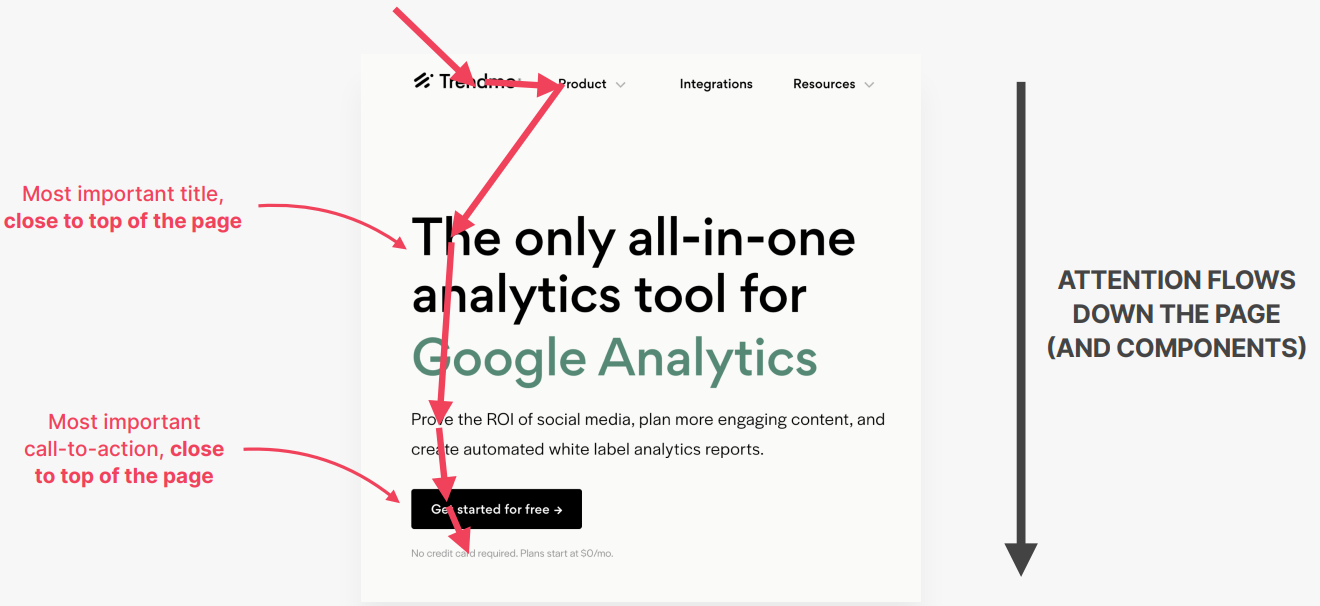 Trendme
Product
Integrations
Resources
Most important title,
close to top of the page
The only all-in-one
analytics tool for
Google Analytics
ATTENTION FLOWS
DOWN THE PAGE
(AND COMPONENTS)
Prove the ROI of social media, plan more engaging content, and
create automated white label analytics reports.
Most important
call-to-action, close
to top of the page
Get started for free →
No credit card required. Plans start at $0/mo.